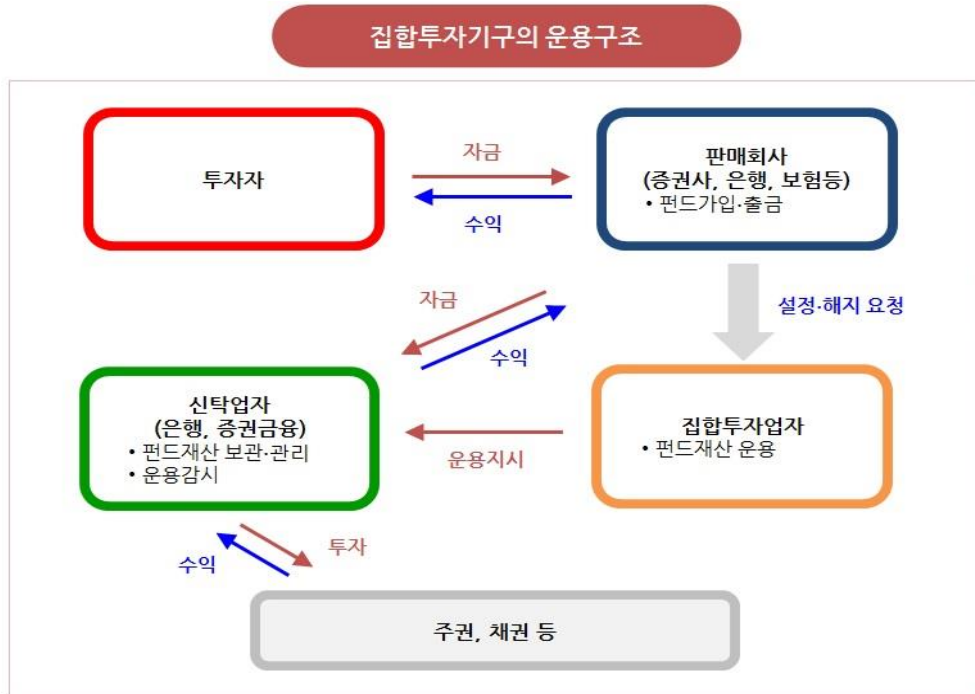 집합투자기구의 운용구조
투자자
자금
수익
판매회사
(증권사, 은행, 보험등)
• 펀드가입·출금
자금
수익
설정·해지 요청
신탁업자
(은행, 증권금융)
• 펀드재산 보관·관리
• 운용감시
운용지시
집합투자업자
• 펀드재산 운용
수익
투자
주권, 채권 등